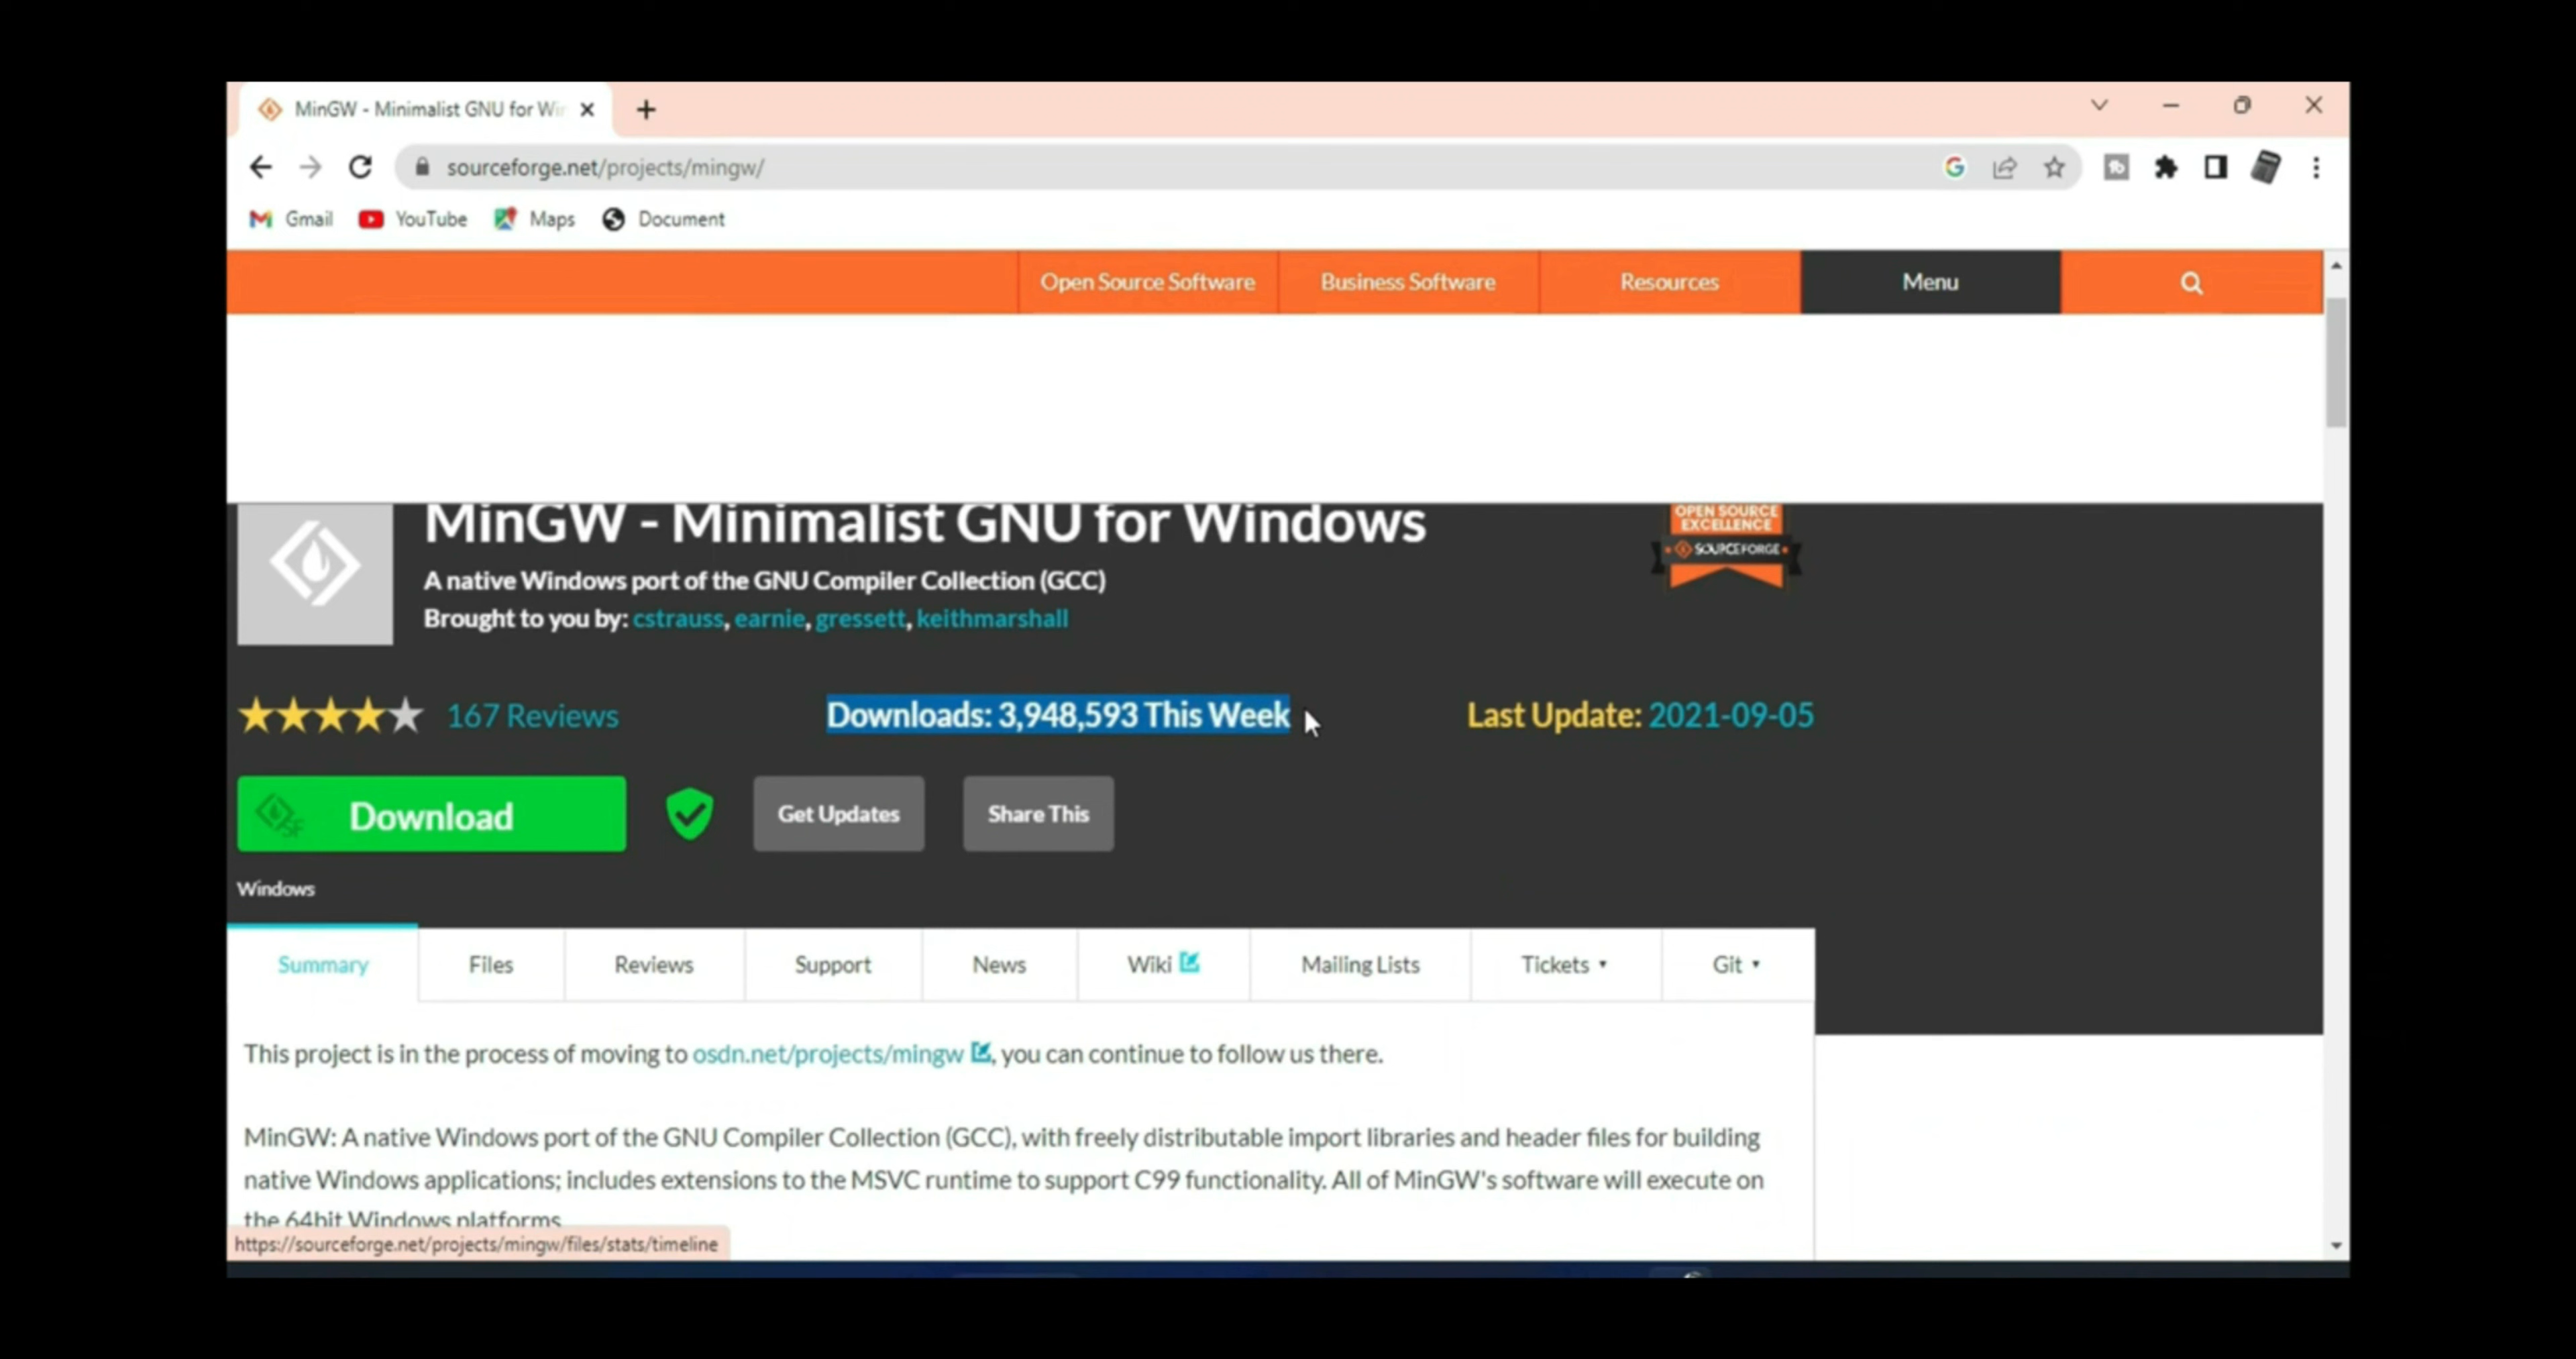 MinGW - Minimalist GNU for Wir
sourceforge.net/projects/mingw/
Gmail YouTube Maps Document
Open Source Software Business Software Resources Menu
MinGW - Minimalist GNU for Windows
OPEN SOURCE
EXCELLENCE
SOURCEFORGE
A native Windows port of the GNU Compiler Collection (GCC)
Brought to you by: cstrauss, earnie, gressett, keithmarshall
167 Reviews Downloads: 3,948,593 This Week Last Update: 2021-09-05
SF Download Get Updates Share This
Windows
Summary Files Reviews Support News Wiki Mailing Lists Tickets Git
This project is in the process of moving to osdn.net/projects/mingw, you can continue to follow us there.
MinGW: A native Windows port of the GNU Compiler Collection (GCC), with freely distributable import libraries and header files for building
native Windows applications; includes extensions to the MSVC runtime to support C99 functionality. All of MinGW's software will execute on
the 64bit Windows platforms
https://sourceforge.net/projects/mingw/files/stats/timeline